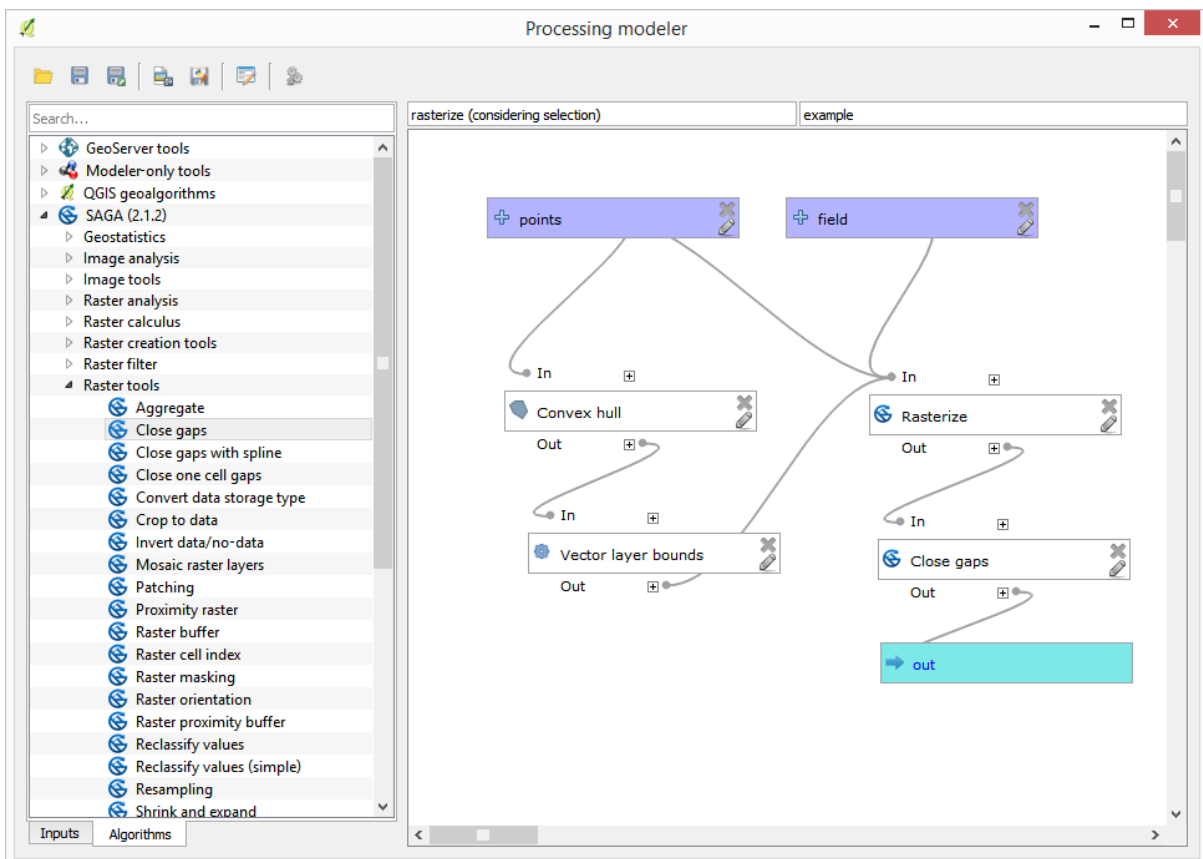 Processing modeler
Search...
rasterize (considering selection)
example
GeoServer tools
Modeler-only tools
QGIS geoalgorithms
SAGA (2.1.2)
Geostatistics
Image analysis
Image tools
Raster analysis
Raster calculus
Raster creation tools
Raster filter
Raster tools
Aggregate
Close gaps
Close gaps with spline
Close one cell gaps
Convert data storage type
Crop to data
Invert data/no-data
Mosaic raster layers
Patching
Proximity raster
Raster buffer
Raster cell index
Raster masking
Raster orientation
Raster proximity buffer
Reclassify values
Reclassify values (simple)
Resampling
Shrink and expand
Inputs
Algorithms
points
field
In
Convex hull
Out
In
Rasterize
Out
In
Vector layer bounds
Out
In
Close gaps
Out
out